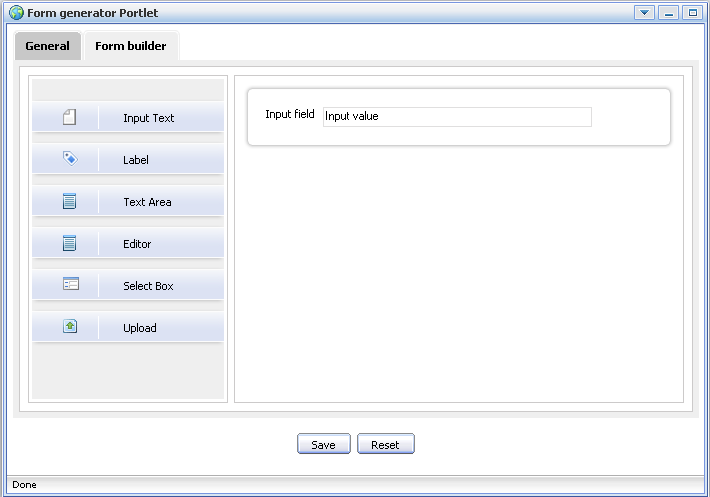 Form generator Portlet
General
Form builder
Input Text
Label
Text Area
Editor
Select Box
Upload
Input field
Input value
Save
Reset
Done